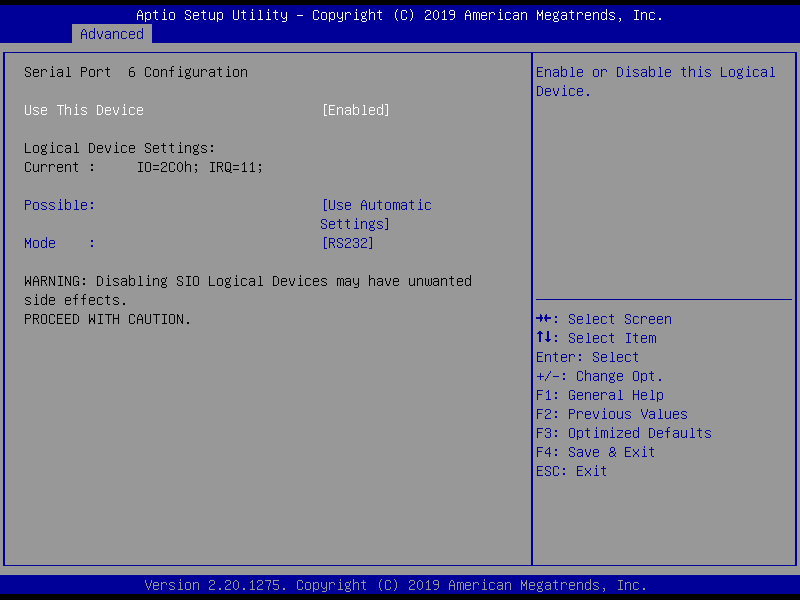 Aptio Setup Utility – Copyright (C) 2019 American Megatrends, Inc.
Advanced
Serial Port  6 Configuration
Use This Device [Enabled]
Logical Device Settings:
Current :     IO=2C0h; IRQ=11;
Possible: [Use Automatic
Settings]
Mode    : [RS232]
WARNING: Disabling SIO Logical Devices may have unwanted
side effects.
PROCEED WITH CAUTION.
Enable or Disable this Logical
Device.
→←: Select Screen
↑↓: Select Item
Enter: Select
+/-: Change Opt.
F1: General Help
F2: Previous Values
F3: Optimized Defaults
F4: Save & Exit
ESC: Exit
Version 2.20.1275. Copyright (C) 2019 American Megatrends, Inc.